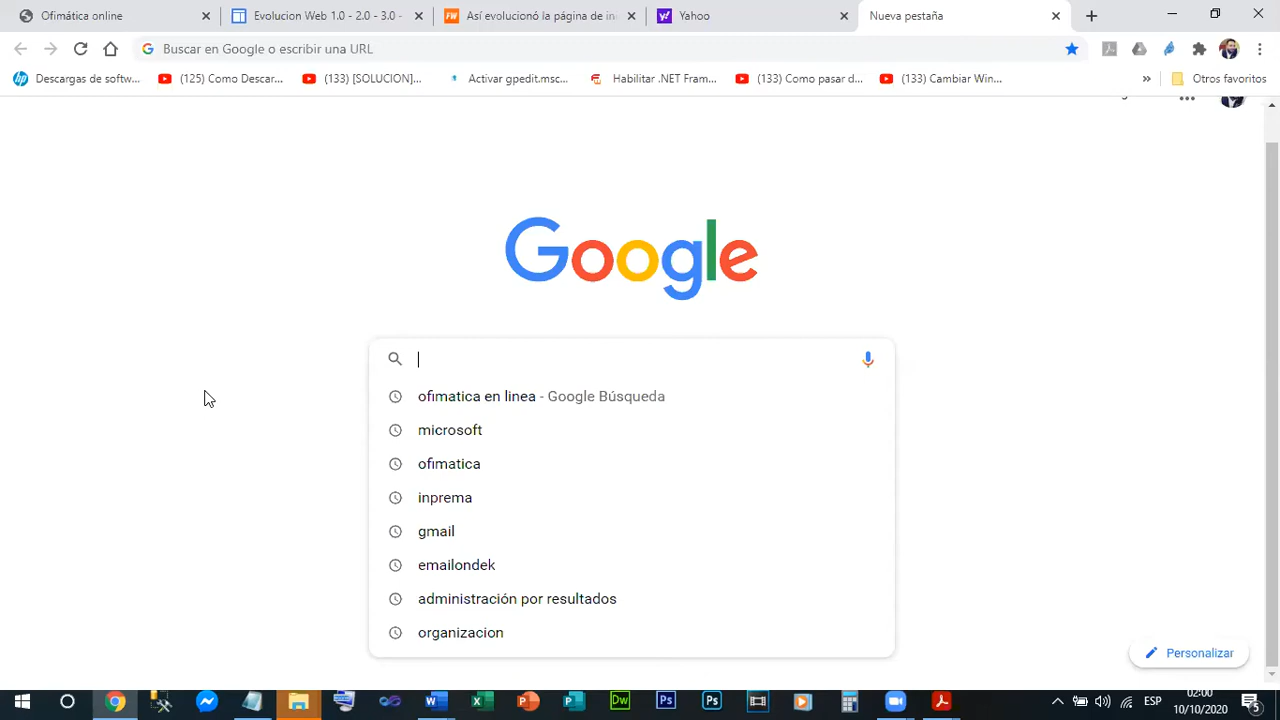 Ofimática online
Evolucion Web 1.0 - 2.0 - 3.0
Así evolucionó la página de in
Yahoo
Nueva pestaña
Buscar en Google o escribir una URL
hp Descargas de softw...
(125) Como Descar...
(133) [SOLUCION]...
Activar gpedit.msc...
Habilitar .NET Fram...
(133) Como pasar d...
(133) Cambiar Win...
» Otros favoritos
Google
ofimatica en linea - Google Búsqueda
microsoft
ofimatica
inprema
gmail
emailondek
administración por resultados
organizacion
Personalizar
ESP
02:00
10/10/2020
5